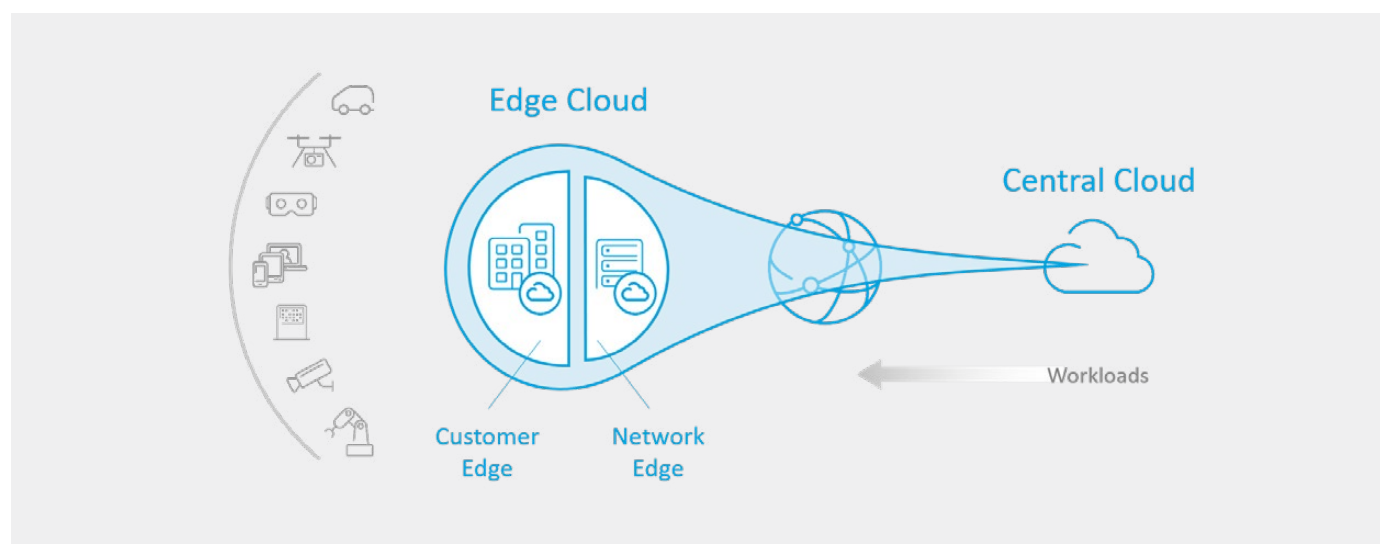 Edge Cloud
Central Cloud
Workloads
Customer
Edge
Network
Edge